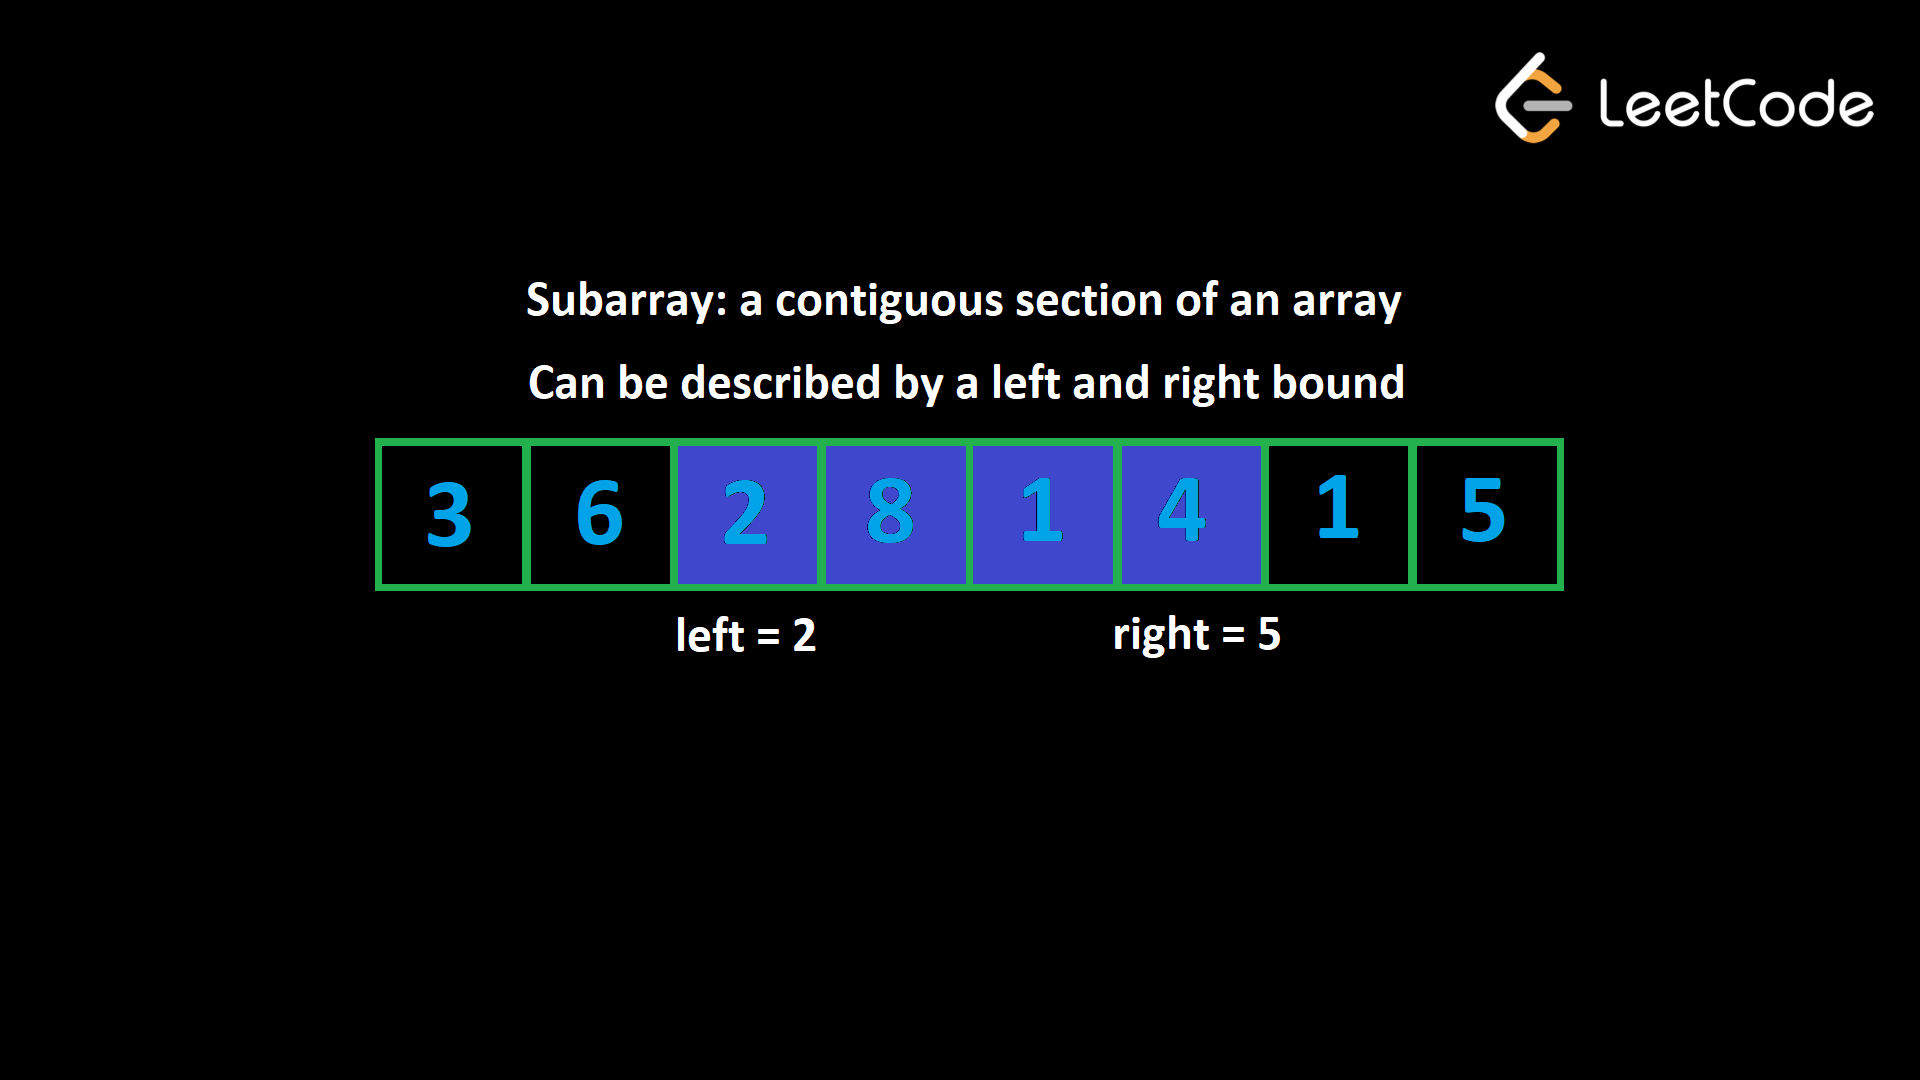 LeetCode
Subarray: a contiguous section of an array
Can be described by a left and right bound
3 6 2 8 1 4 1 5
left = 2 right = 5